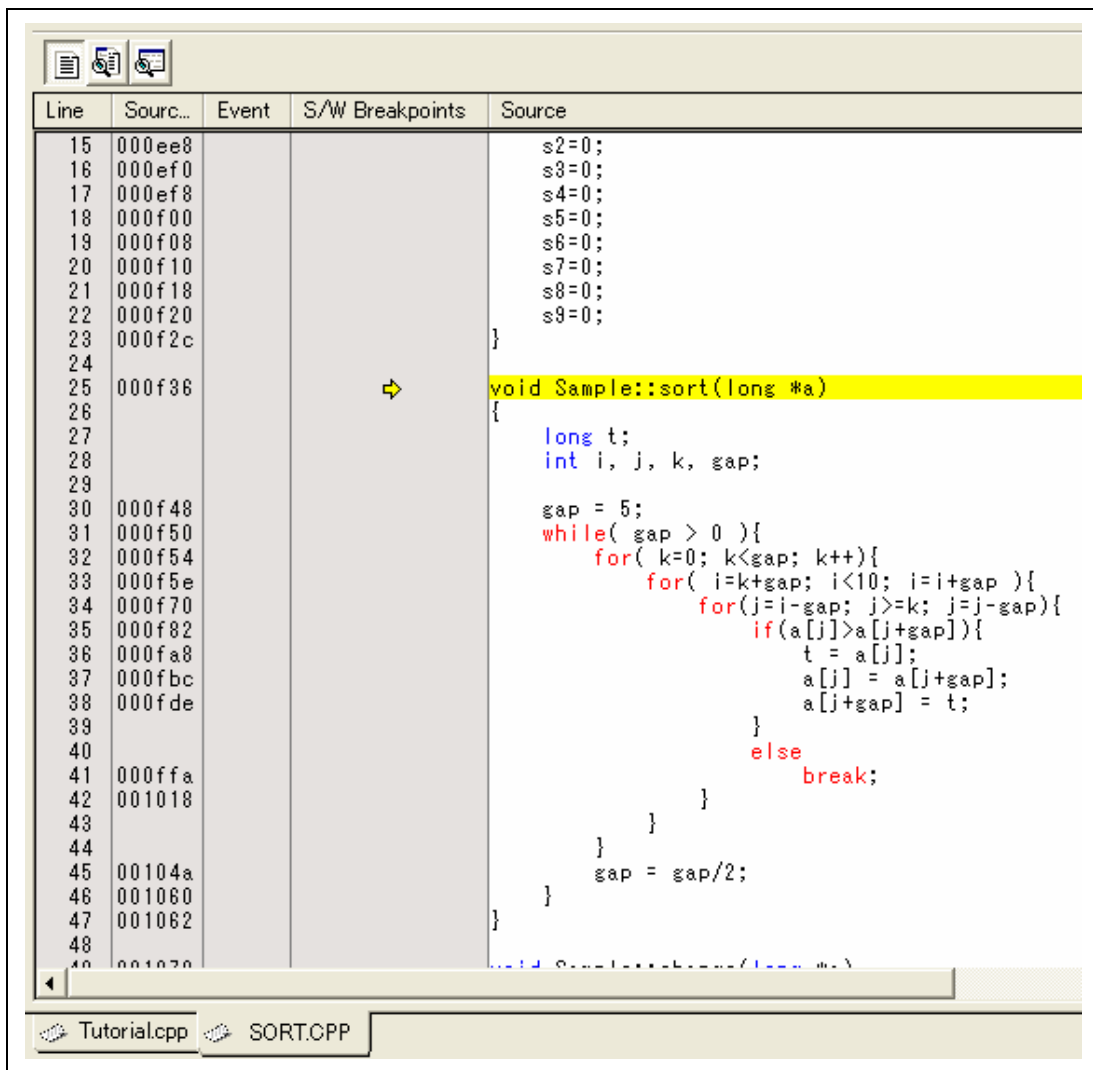 Line Sourc... Event S/W Breakpoints Source
15 000ee8 s2=0;
16 000ef0 s3=0;
17 000ef8 s4=0;
18 000f00 s5=0;
19 000f08 s6=0;
20 000f10 s7=0;
21 000f18 s8=0;
22 000f20 s9=0;
23 000f2c }
24
25 000f36 void Sample::sort(long *a)
26 {
27 long t;
28 int i, j, k, gap;
29
30 000f48 gap = 5;
31 000f50 while( gap > 0 ){
32 000f54 for( k=0; k<gap; k++){
33 000f5e for( i=k+gap; i<10; i=i+gap ){
34 000f70 for(j=i-gap; j>=k; j=j-gap){
35 000f82 if(a[j]>a[j+gap]){
36 000fa8 t = a[j];
37 000fbc a[j] = a[j+gap];
38 000fde a[j+gap] = t;
39 }
40 else
41 000ffa break;
42 001018 }
43 }
44 }
45 00104a gap = gap/2;
46 001060 }
47 001062 }
48
49 001070 void Sample::change(long *a)
Tutorial.cpp SORT.CPP